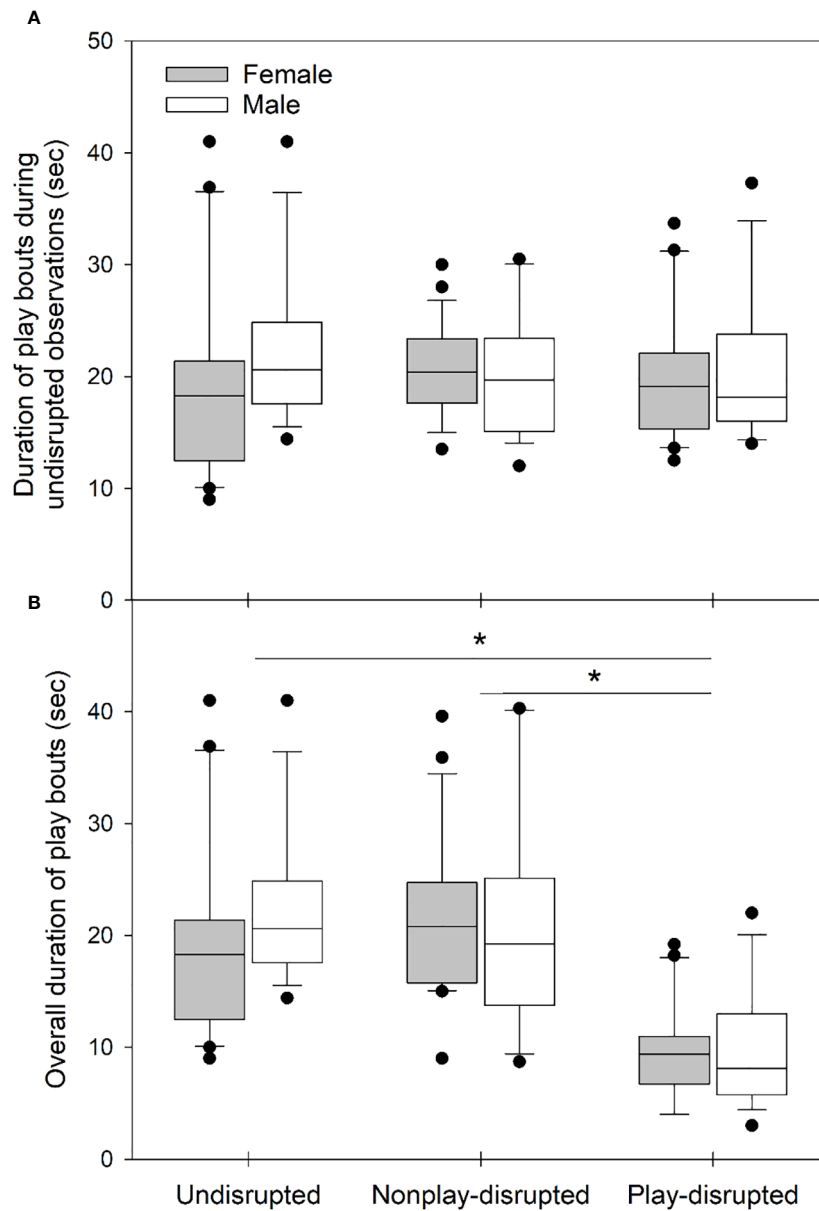 A
50
Female
Male
40
30
20
10
0
Duration of play bouts during
undisrupted observations (sec)
B
*
*
40
30
20
10
0
Overall duration of play bouts (sec)
Undisrupted Nonplay-disrupted Play-disrupted